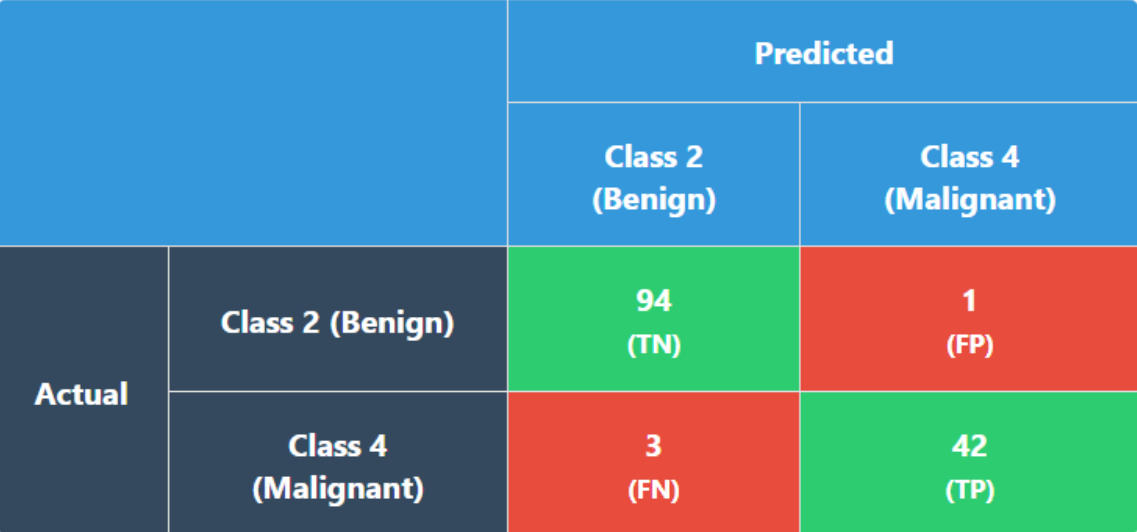 Predicted
Class 2
(Benign)
Class 4
(Malignant)
Actual
Class 2 (Benign)
94
(TN)
1
(FP)
Class 4
(Malignant)
3
(FN)
42
(TP)